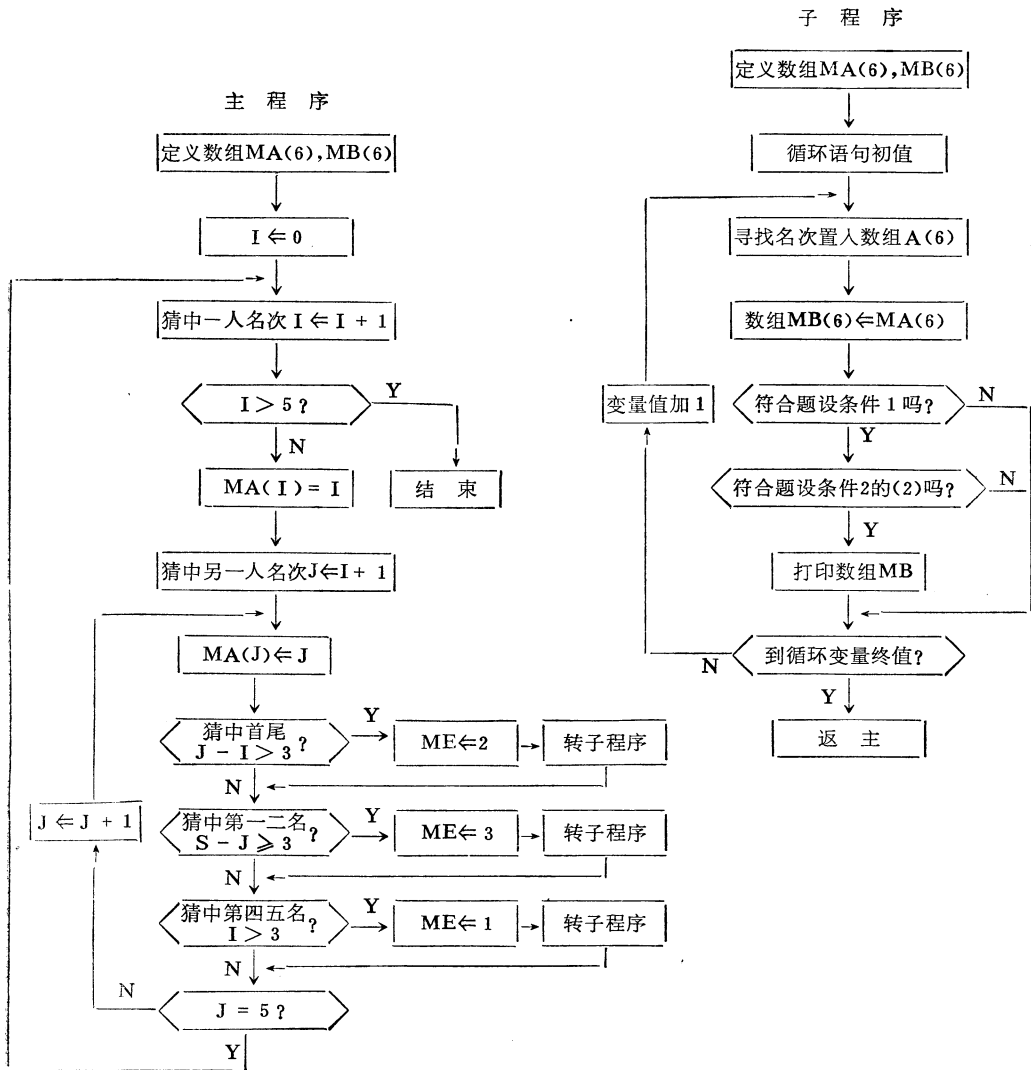 主 程 序
定义数组MA(6),MB(6)
I⇐0
猜中一人名次 I⇐I + 1
I > 5 ?
Y
N
MA(I) = I
结 束
猜中另一人名次J⇐I + 1
MA(J)⇐J
猜中首尾
J - I > 3 ?
Y
ME⇐2
转子程序
N
J⇐J + 1
猜中第一二名
S - J ⩾ 3 ?
Y
ME⇐3
转子程序
N
猜中第四五名
I > 3 ?
Y
ME⇐1
转子程序
N
N
J = 5 ?
Y
子 程 序
定义数组MA(6),MB(6)
循环语句初值
寻找名次置入数组A(6)
数组MB(6)⇐MA(6)
变量值加1
符合题设条件1吗?
N
Y
符合题设条件2的(2)吗?
N
Y
打印数组MB
N
到循环变量终值?
Y
返 主